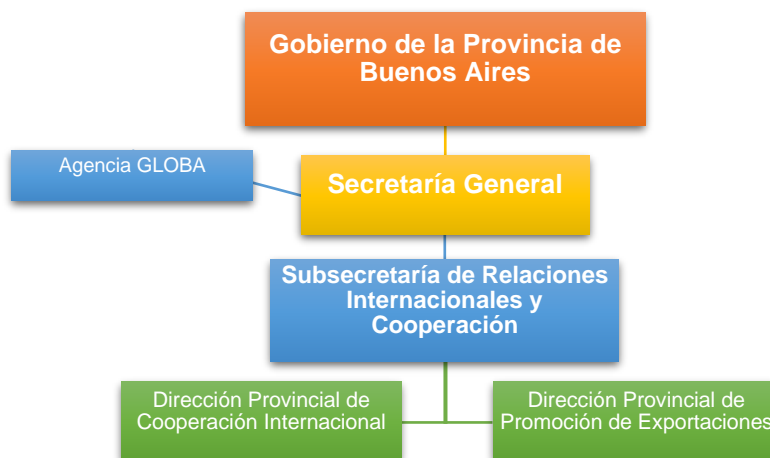 Gobierno de la Provincia de
Buenos Aires
Agencia GLOBA
Secretaría General
Subsecretaría de Relaciones
Internacionales y
Cooperación
Dirección Provincial de
Cooperación Internacional
Dirección Provincial de
Promoción de Exportaciones